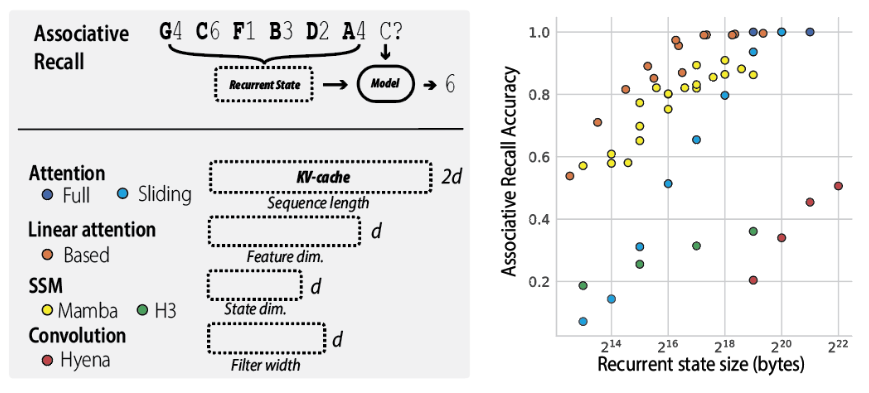 Associative Recall
G4 C6 F1 B3 D2 A4 C?
Recurrent State
Model
6
Attention
Full
Sliding
KV-cache
2d
Sequence length
Linear attention
Based
d
Feature dim.
SSM
Mamba
H3
d
State dim.
Convolution
Hyena
d
Filter width
Associative Recall Accuracy
1.0
0.8
0.6
0.4
0.2
2^14
2^16
2^18
2^20
2^22
Recurrent state size (bytes)